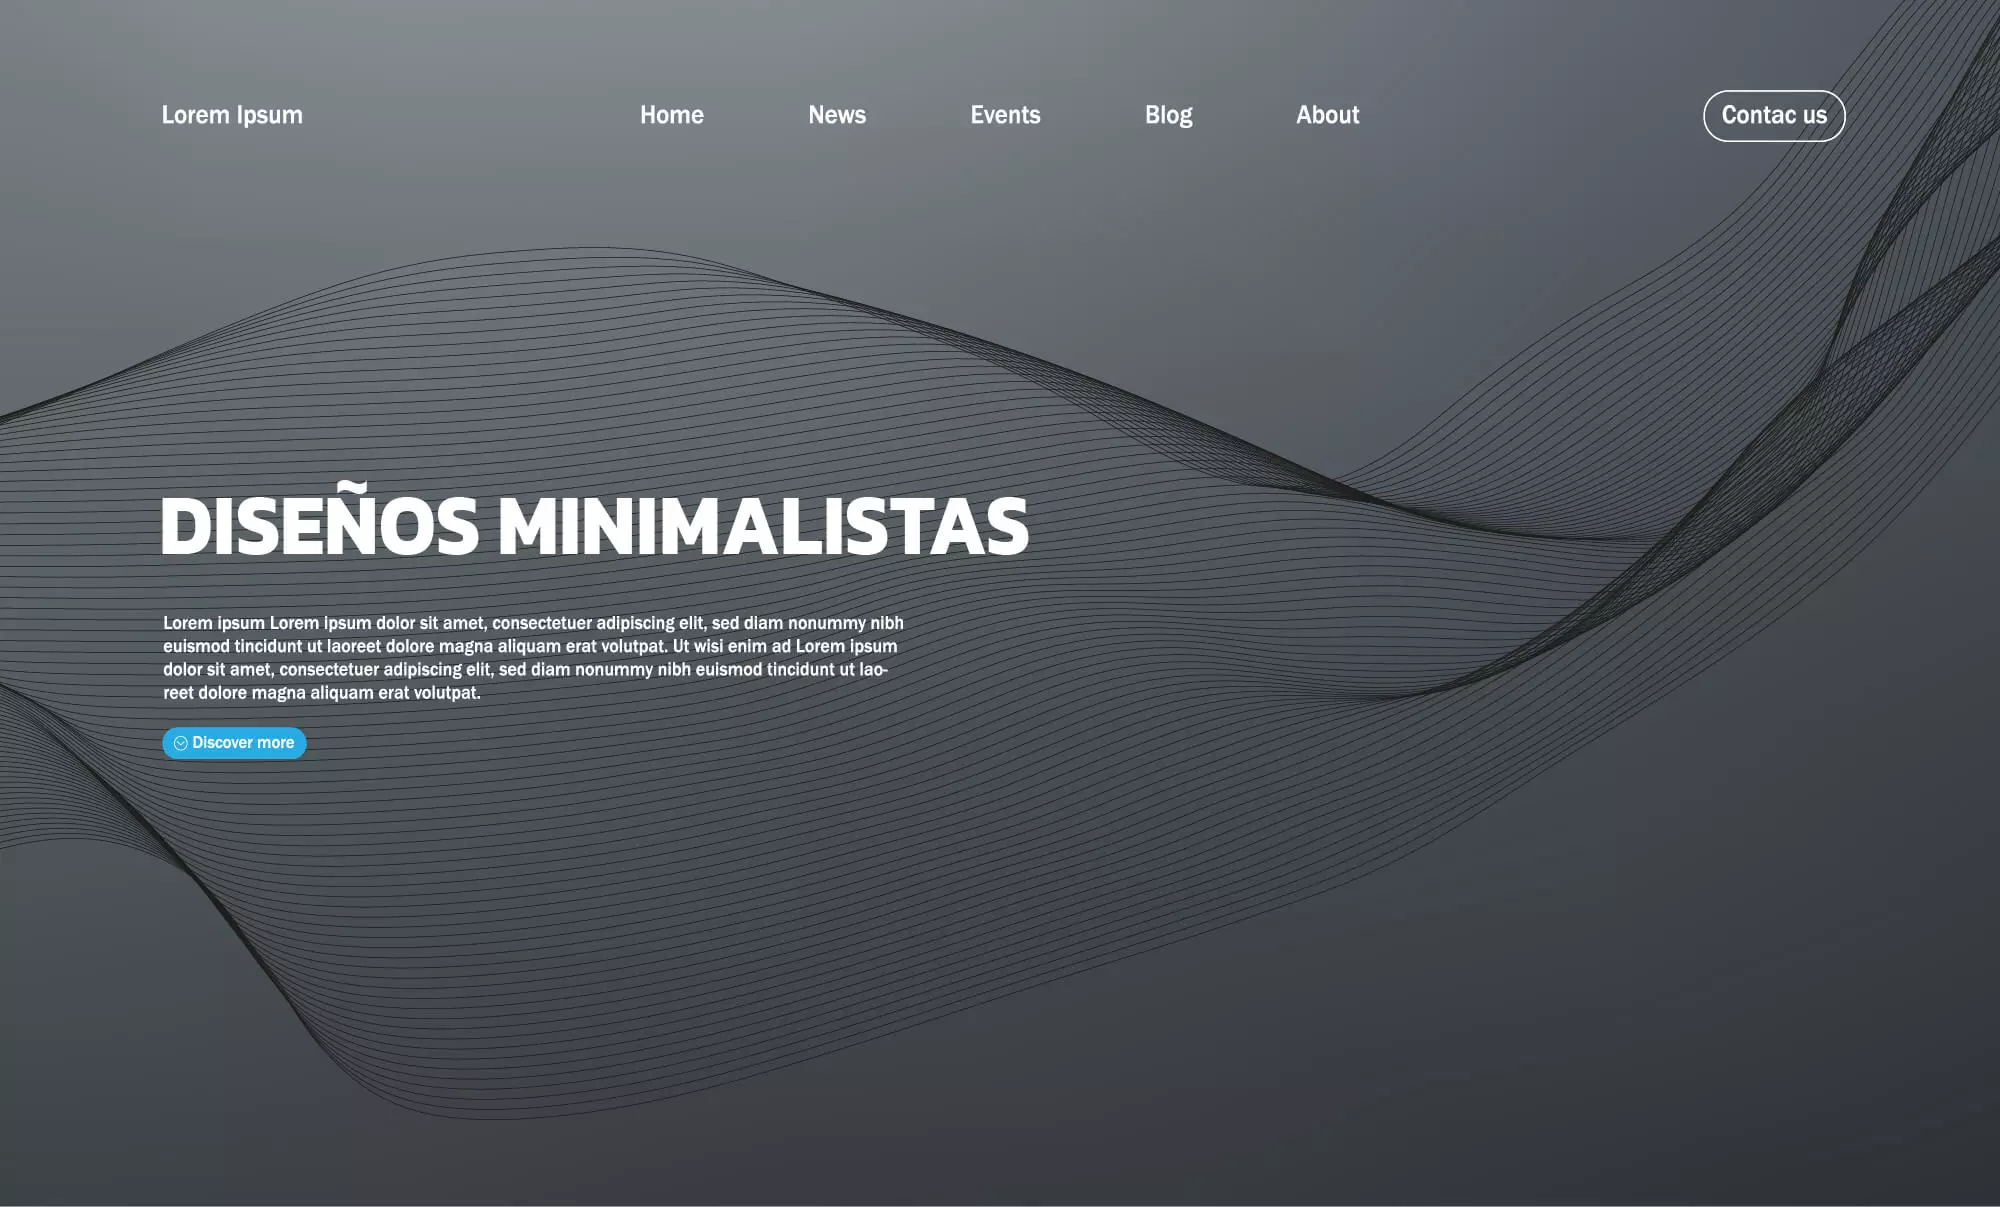 Lorem Ipsum
Home
News
Events
Blog
About
Contac us
DISEÑOS MINIMALISTAS
Lorem ipsum Lorem ipsum dolor sit amet, consectetuer adipiscing elit, sed diam nonummy nibh
euismod tincidunt ut laoreet dolore magna aliquam erat volutpat. Ut wisi enim ad Lorem ipsum
dolor sit amet, consectetuer adipiscing elit, sed diam nonummy nibh euismod tincidunt ut lao-
reet dolore magna aliquam erat volutpat.
Discover more